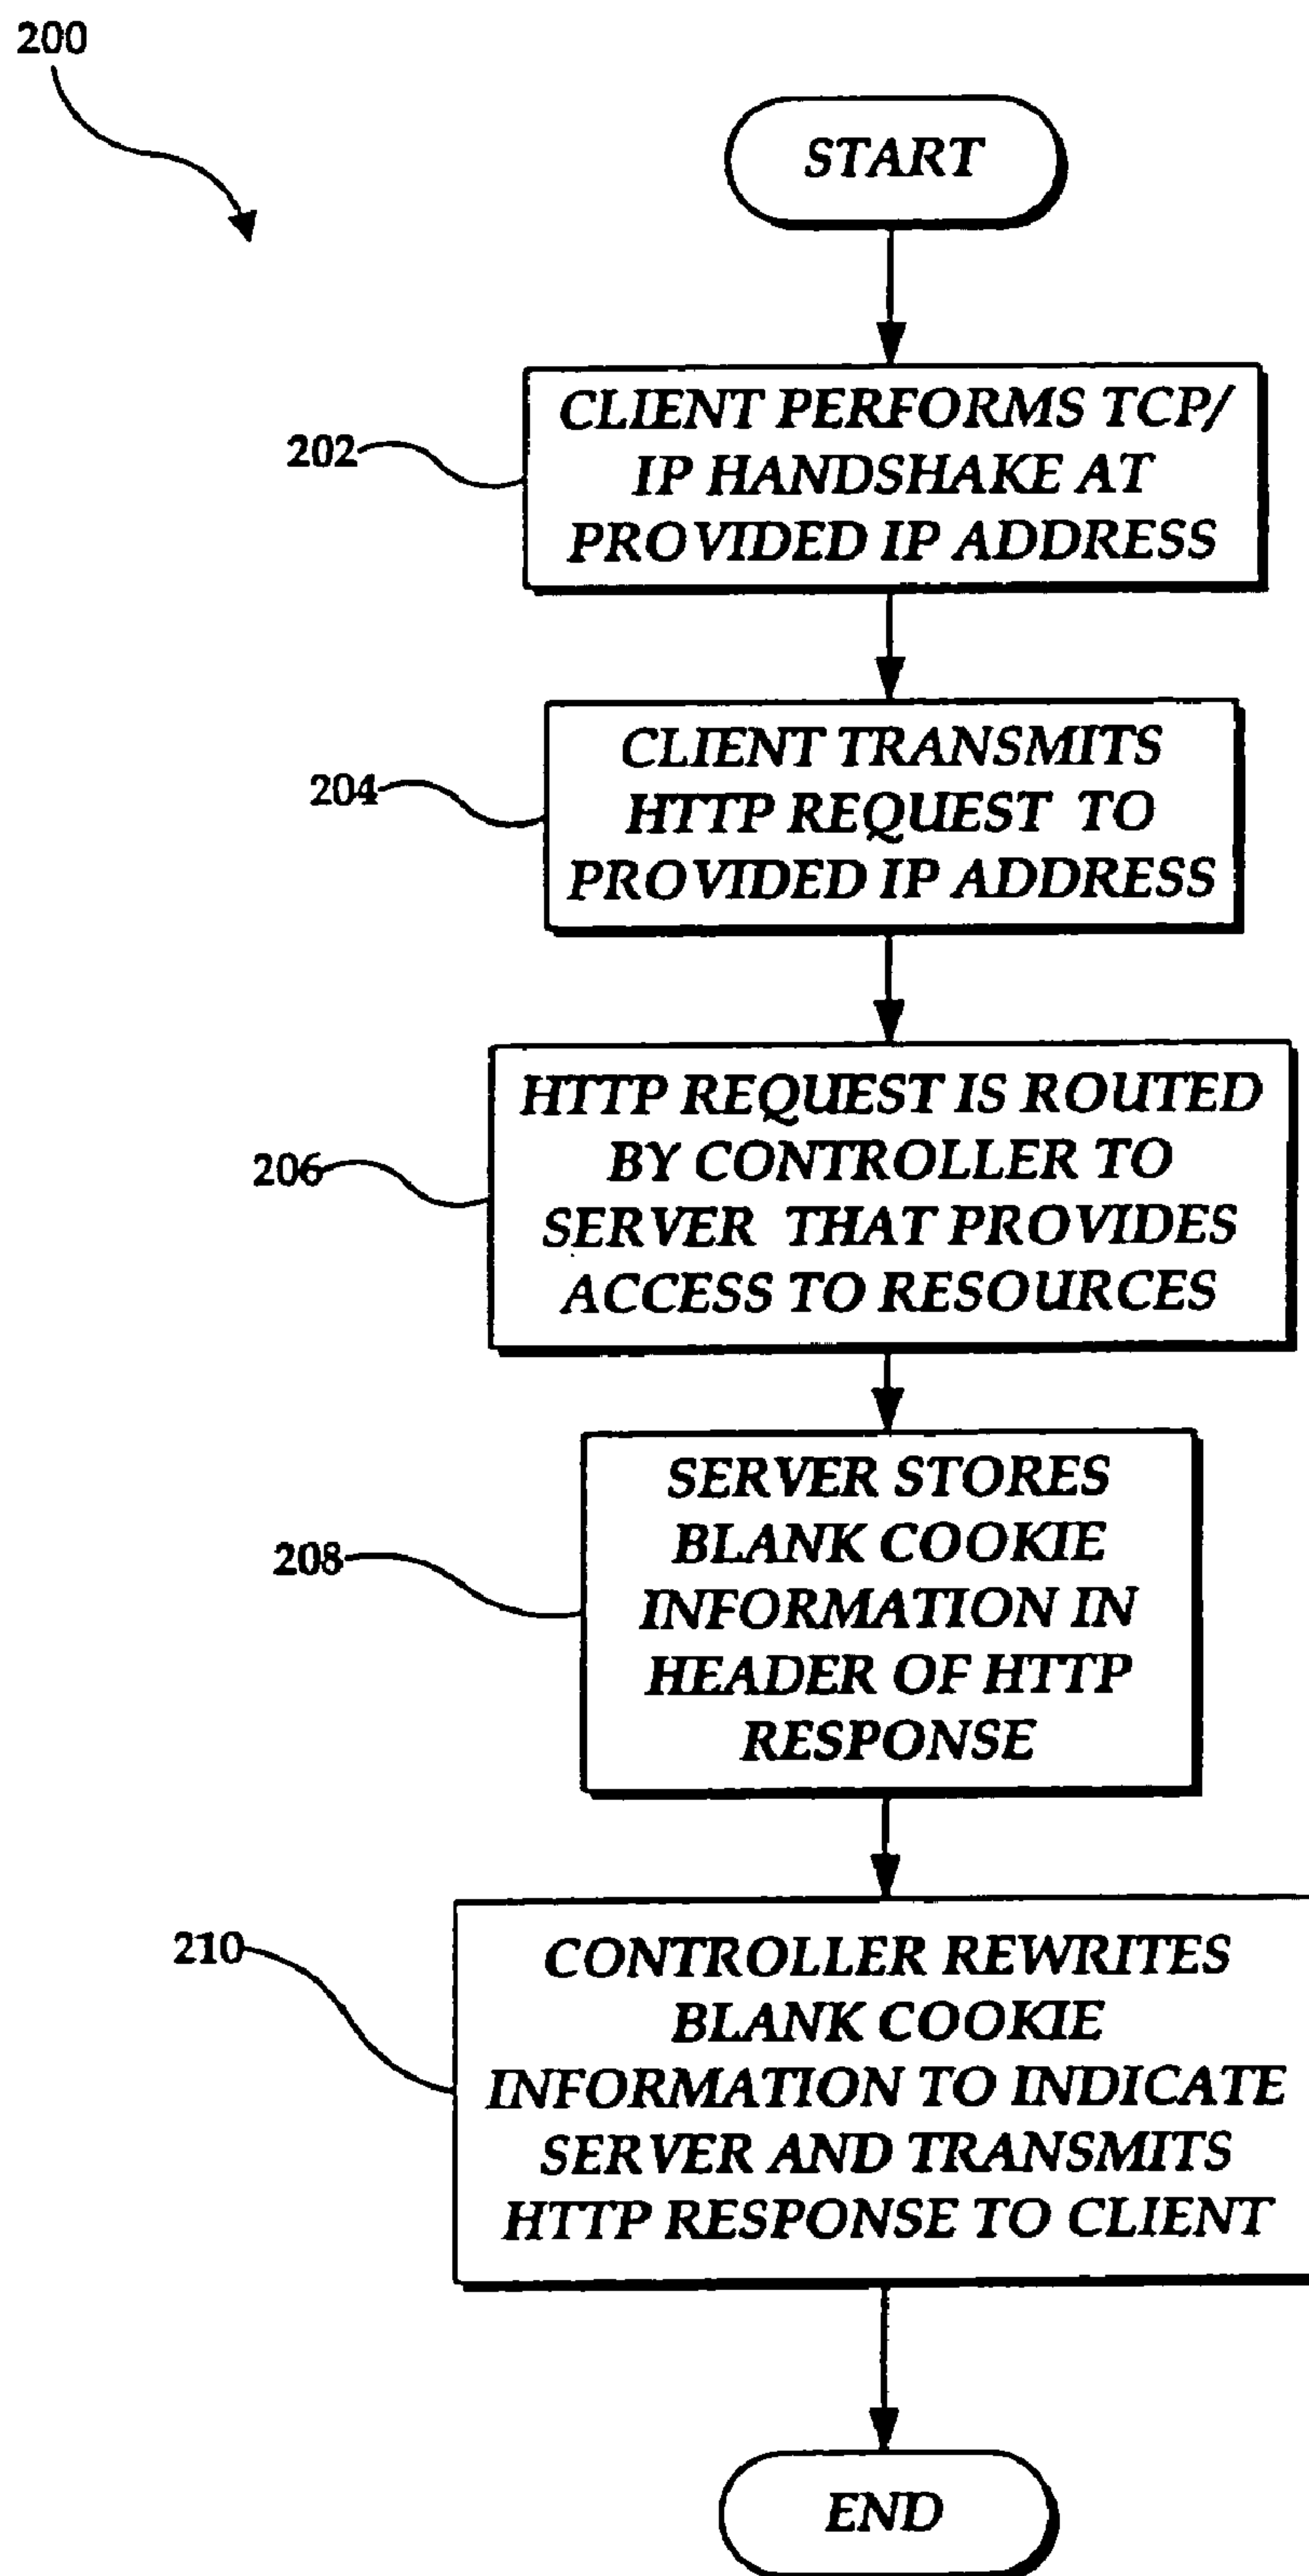 200
START
202
CLIENT PERFORMS TCP/
IP HANDSHAKE AT
PROVIDED IP ADDRESS
204
CLIENT TRANSMITS
HTTP REQUEST TO
PROVIDED IP ADDRESS
206
HTTP REQUEST IS ROUTED
BY CONTROLLER TO
SERVER THAT PROVIDES
ACCESS TO RESOURCES
208
SERVER STORES
BLANK COOKIE
INFORMATION IN
HEADER OF HTTP
RESPONSE
210
CONTROLLER REWRITES
BLANK COOKIE
INFORMATION TO INDICATE
SERVER AND TRANSMITS
HTTP RESPONSE TO CLIENT
END